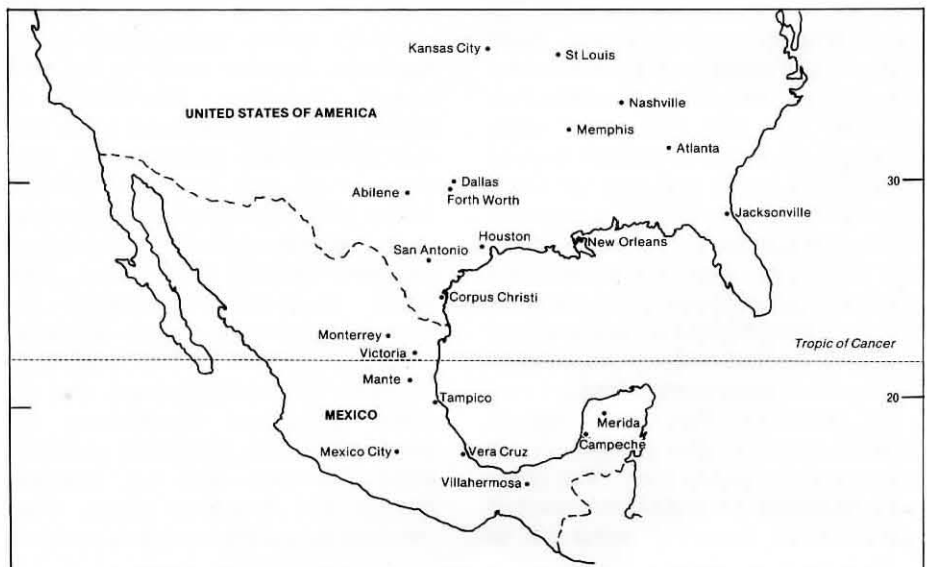 Kansas City
St Louis
Nashville
UNITED STATES OF AMERICA
Memphis
Atlanta
Dallas
30
Abilene
Forth Worth
Jacksonville
Houston
New Orleans
San Antonio
Corpus Christi
Monterrey
Tropic of Cancer
Victoria
Mante
20
Tampico
MEXICO
Merida
Campeche
Mexico City
Vera Cruz
Villahermosa